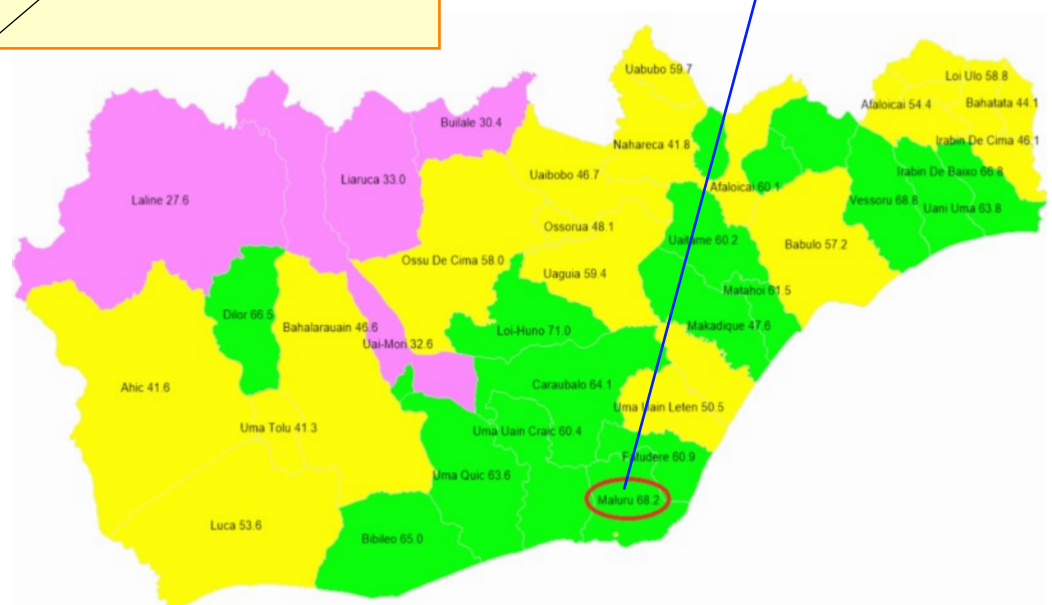 Uabubo 59.7
Loi Ulo 58.8
Afaloicai 54.4
Bahatata 44.1
Builale 30.4
Nahareca 41.8
Irabin De Cima 46.1
Irabin De Baixo 66.8
Uaibobo 46.7
Liaruca 33.0
Afaloicai 60.1
Laline 27.6
Vessoru 68.8
Uani Uma 63.8
Ossorua 48.1
Uaitame 60.2
Babulo 57.2
Ossu De Cima 58.0
Uaguia 59.4
Matahoi 61.5
Dilor 66.5
Bahalarauain 46.6
Loi-Huno 71.0
Makadique 47.6
Uai-Mori 32.6
Ahic 41.6
Caraubalo 64.1
Uma Uain Leten 50.5
Uma Tolu 41.3
Uma Uain Craic 60.4
Fatudere 60.9
Uma Quic 63.6
Maluru 68.2
Luca 53.6
Bibileo 65.0